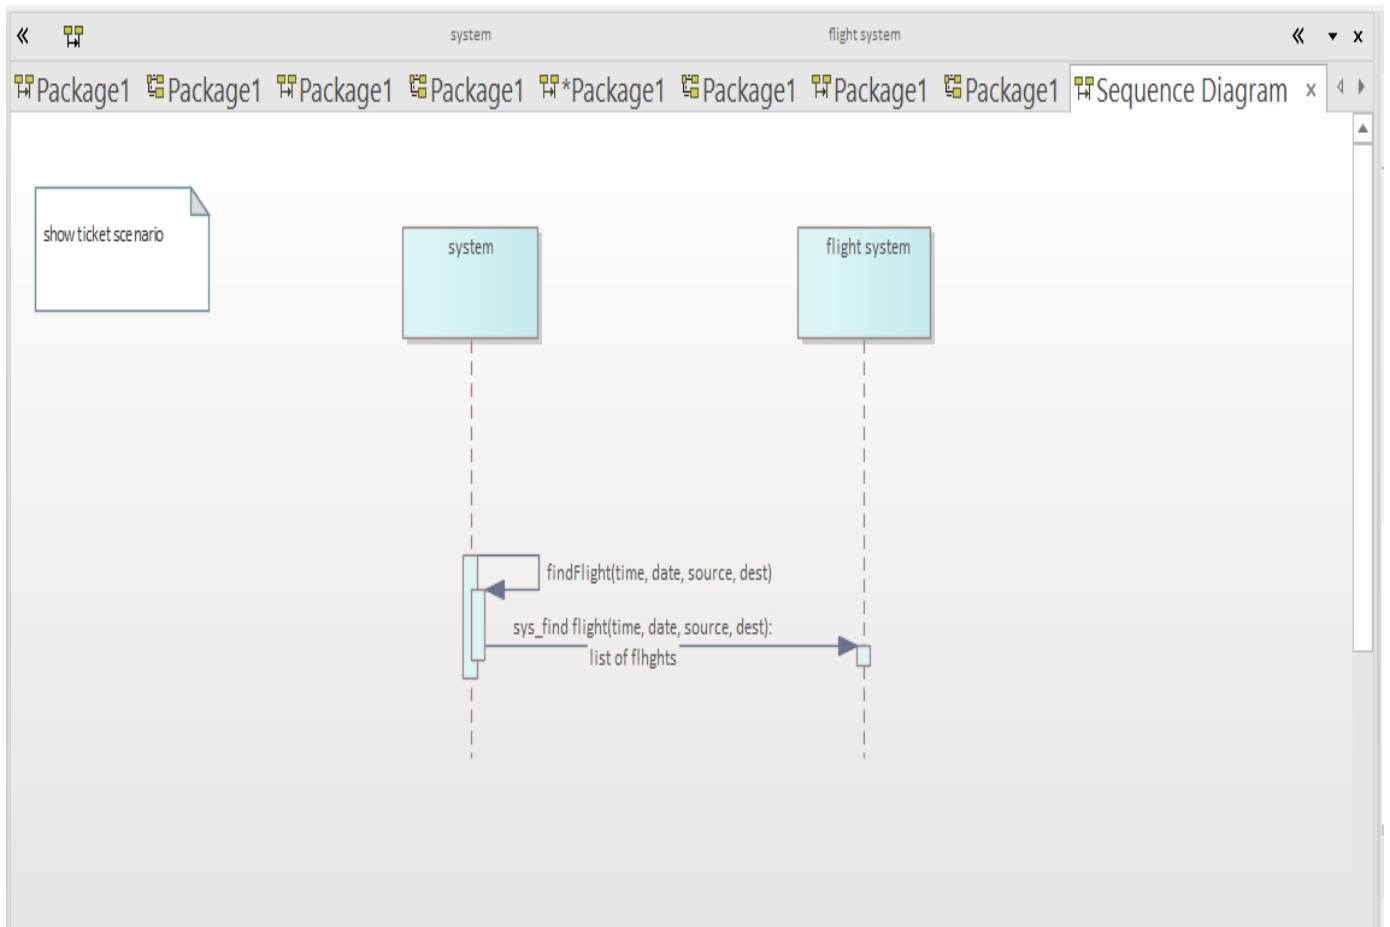 system flight system
Package1 Package1 Package1 Package1 *Package1 Package1 Package1 Package1 Sequence Diagram
show ticket scenario
system
flight system
findFlight(time, date, source, dest)
sys_find flight(time, date, source, dest):
list of flhghts